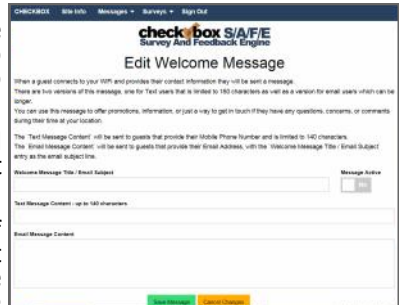 CHECKBOX Site Info Messages Surveys Sign Out
checkbox S/A/F/E
Survey And Feedback Engine
Edit Welcome Message
When a guest connects to your WiFi and provides their contact information they will be sent a message.
There are two versions of this message, one for Text users that is limited to 160 characters as well as a version for email users which can be
longer.
You can use this message to offer promotions, information, or just a way to get in touch if they have any questions, concerns, or comments
during their time at your location.
The 'Text Message Content' will be sent to guests that provide their Mobile Phone Number and is limited to 140 characters.
The 'Email Message Content' will be sent to guests that provide their Email Address, with the 'Welcome Message Title / Email Subject'
entry as the email subject line.
Welcome Message Title / Email Subject Message Active
No
Text Message Content - up to 140 characters
Email Message Content
Save Message Cancel Changes